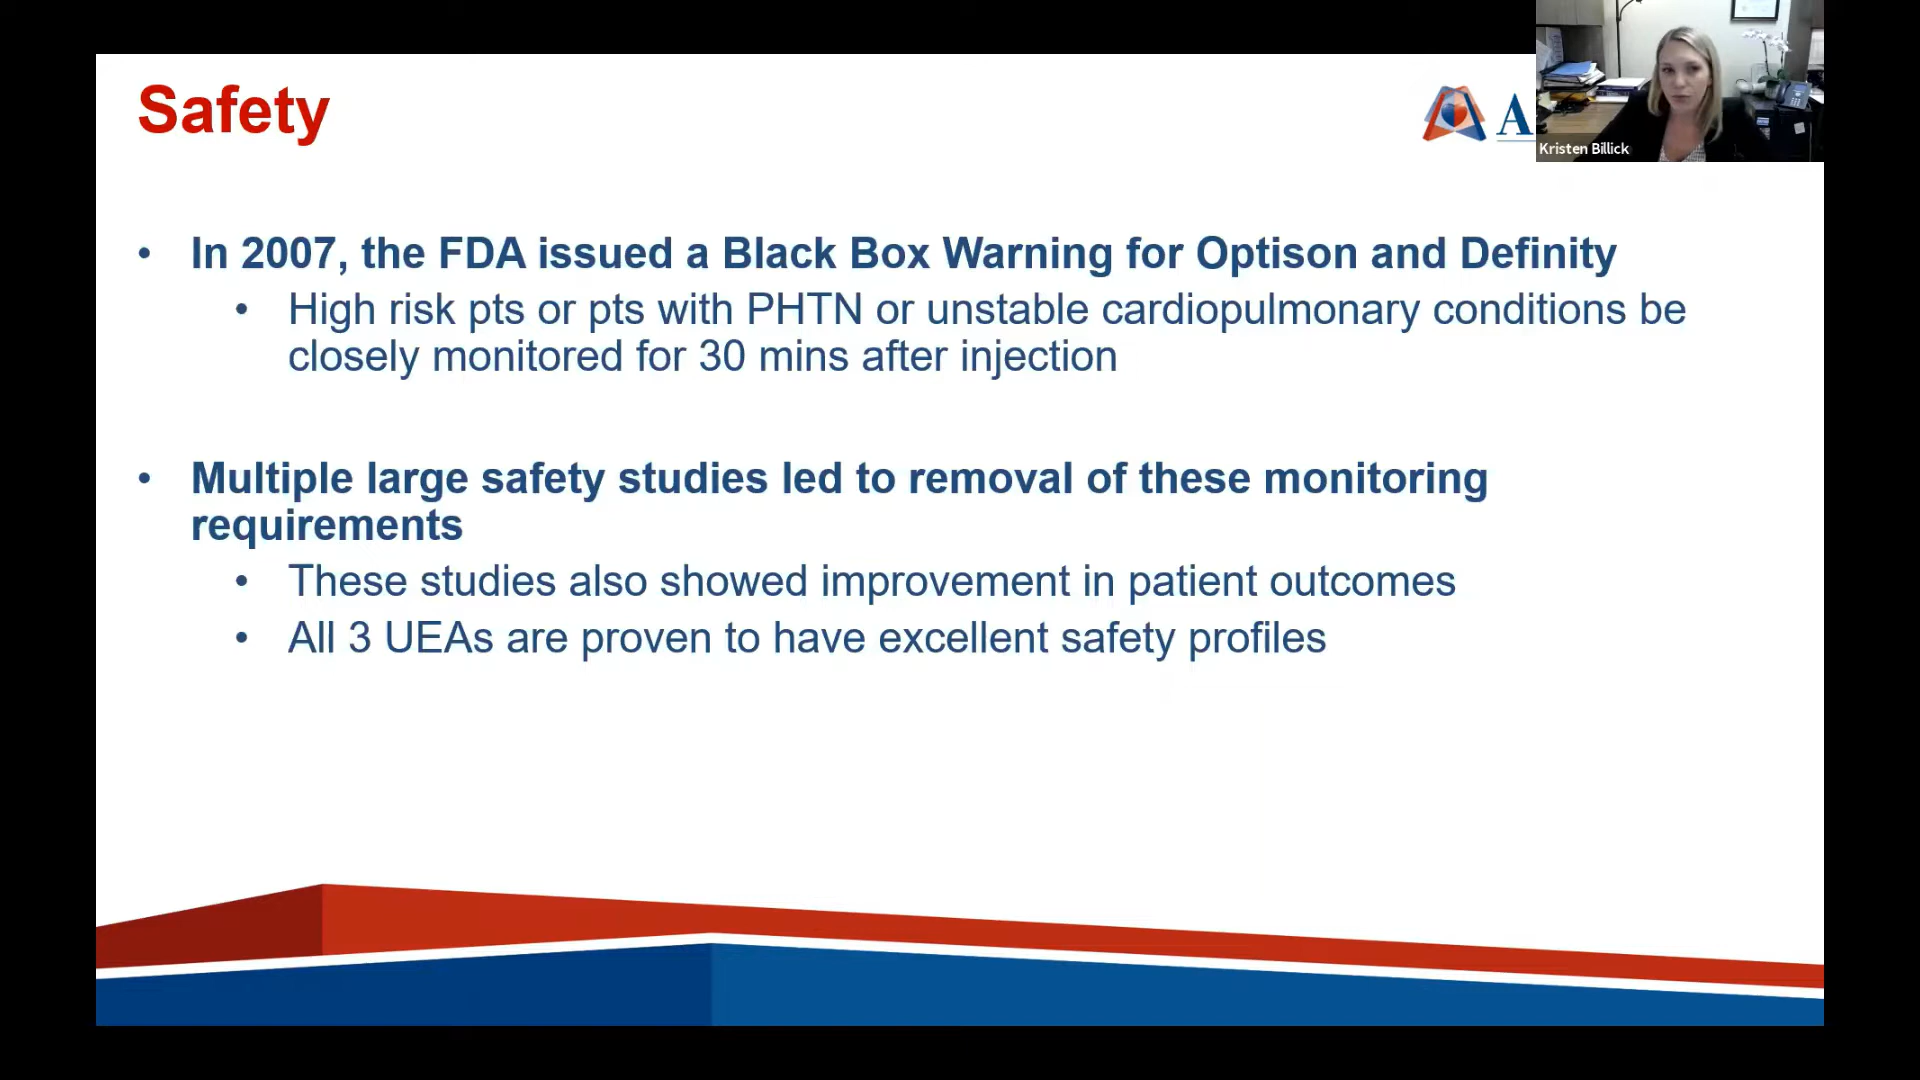 Safety
A
Kristen Billick
• In 2007, the FDA issued a Black Box Warning for Optison and Definity
• High risk pts or pts with PHTN or unstable cardiopulmonary conditions be
closely monitored for 30 mins after injection
• Multiple large safety studies led to removal of these monitoring
requirements
• These studies also showed improvement in patient outcomes
• All 3 UEAs are proven to have excellent safety profiles